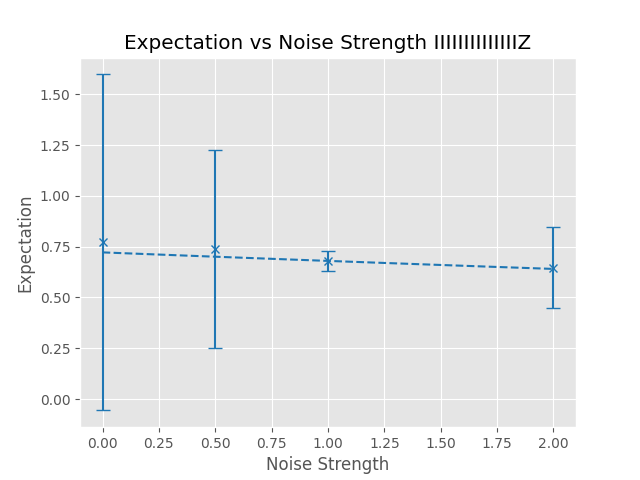 Expectation vs Noise Strength IIIIIIIIIIIIIIZ
1.50
1.25
1.00
0.75
0.50
0.25
0.00
Expectation
0.00 0.25 0.50 0.75 1.00 1.25 1.50 1.75 2.00
Noise Strength